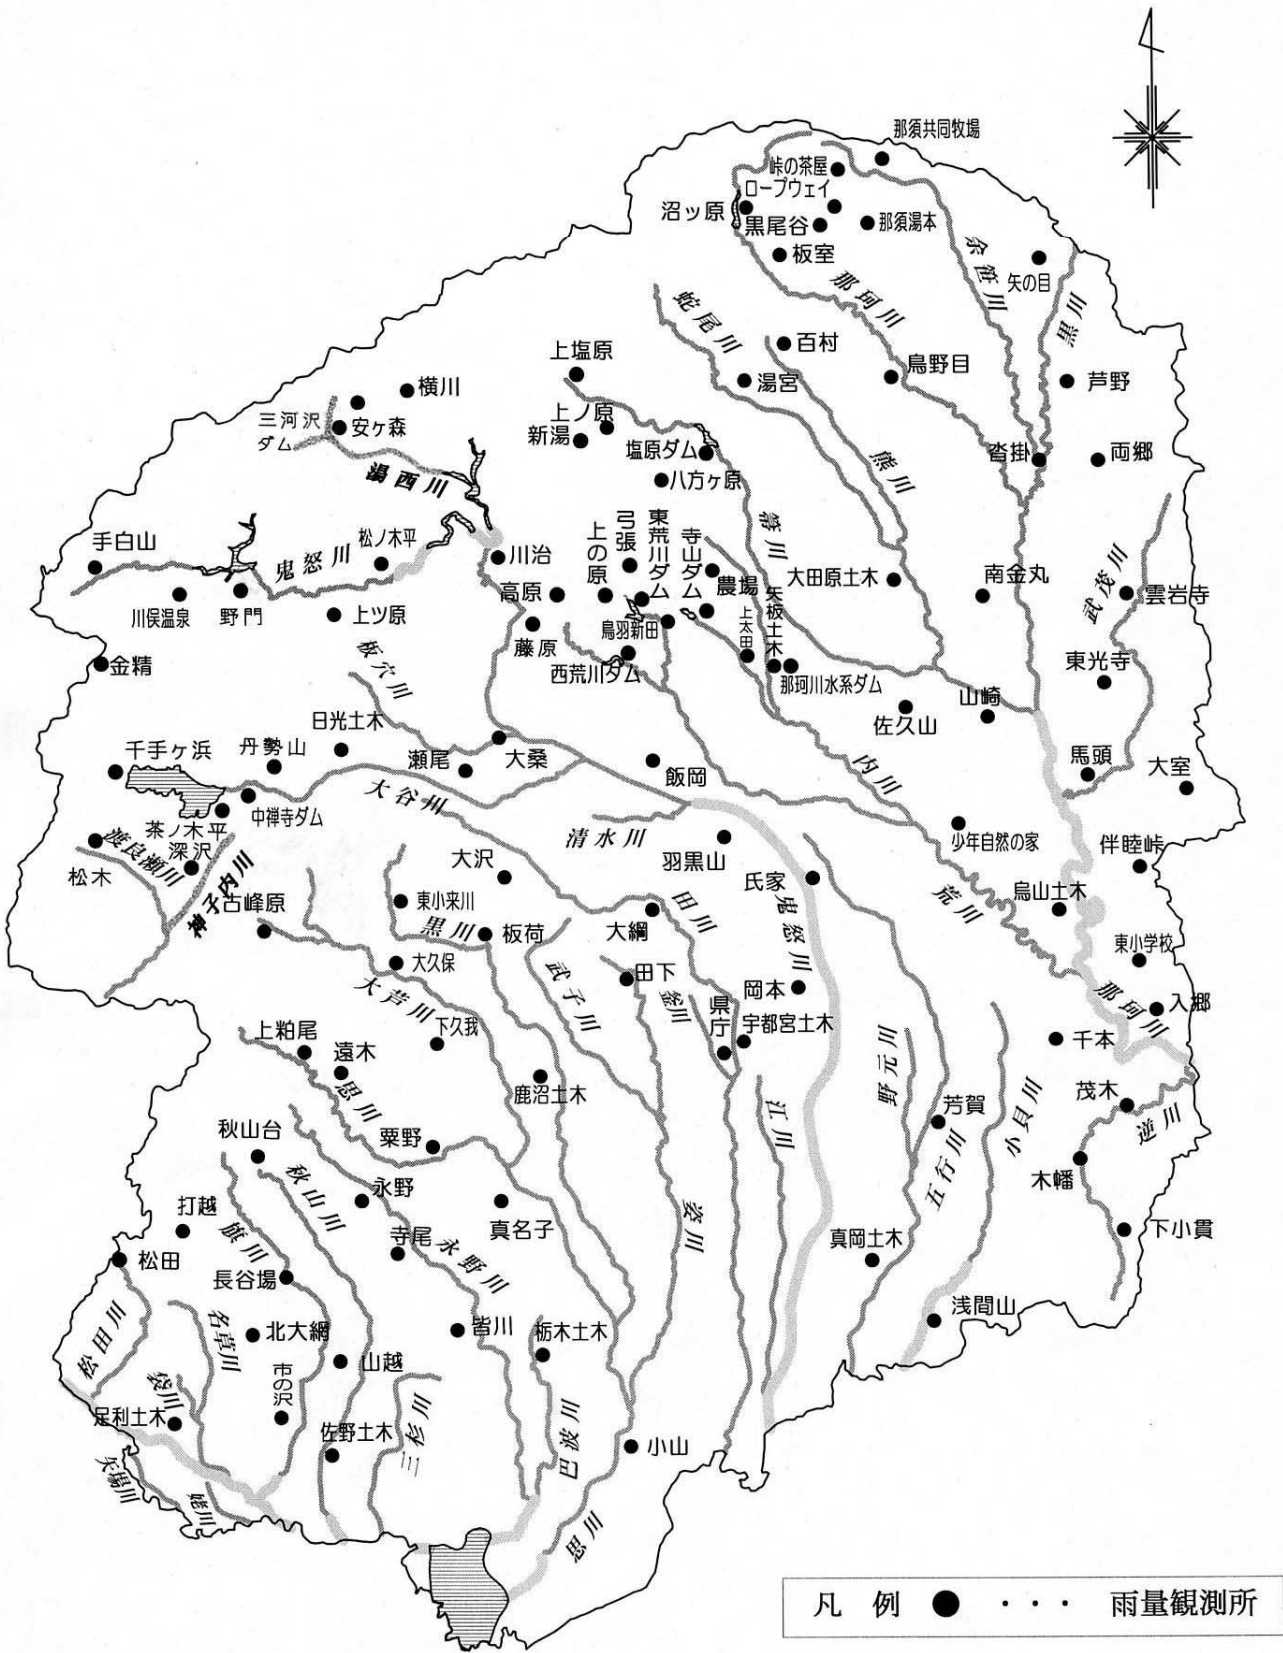 那須共同牧場
峠の茶屋
ロープウェイ
沼ッ原
黒尾谷
那須湯本
板室
余笹川
矢の目
那珂川
黒川
蛇尾川
百村
上塩原
湯宮
鳥野目
芦野
横川
上ノ原
三河沢
ダム
安ヶ森
新湯
塩原ダム
熊川
沓掛
両郷
湯西川
八方ヶ原
箒川
弓張
東荒川ダム
寺山ダム
手白山
鬼怒川
松ノ木平
川治
上の原
農場
大田原土木
南金丸
武茂川
雲岩寺
川俣温泉
野門
上ツ原
高原
矢板土木
上太田
藤原
鳥羽新田
金精
板穴川
西荒川ダム
那珂川水系ダム
東光寺
佐久山
山崎
日光土木
千手ヶ浜
丹勢山
瀬尾
大桑
飯岡
内川
馬頭
大室
大谷川
中禅寺ダム
茶ノ木平
清水川
羽黒山
少年自然の家
渡良瀬川
深沢
松木
伴睦峠
神子内川
大沢
氏家
荒川
古峰原
東小来川
田川
鬼怒川
烏山土木
黒川
板荷
大網
東小学校
大久保
武子川
田下
大芦川
釜川
岡本
那珂川
入郷
下久我
県庁
宇都宮土木
千本
上粕尾
遠木
野元川
思川
鹿沼土木
江川
小貝川
茂木
逆川
芳賀
秋山台
粟野
五行川
木幡
秋山川
永野
姿川
打越
真名子
旗川
寺尾
永野川
真岡土木
下小貫
松田
長谷場
浅間山
松田川
名草川
北大網
皆川
栃木土木
山越
市の沢
袋川
足利土木
佐野土木
三杉川
巴波川
小山
矢場川
姥川
思川
凡例 ● ・・・ 雨量観測所